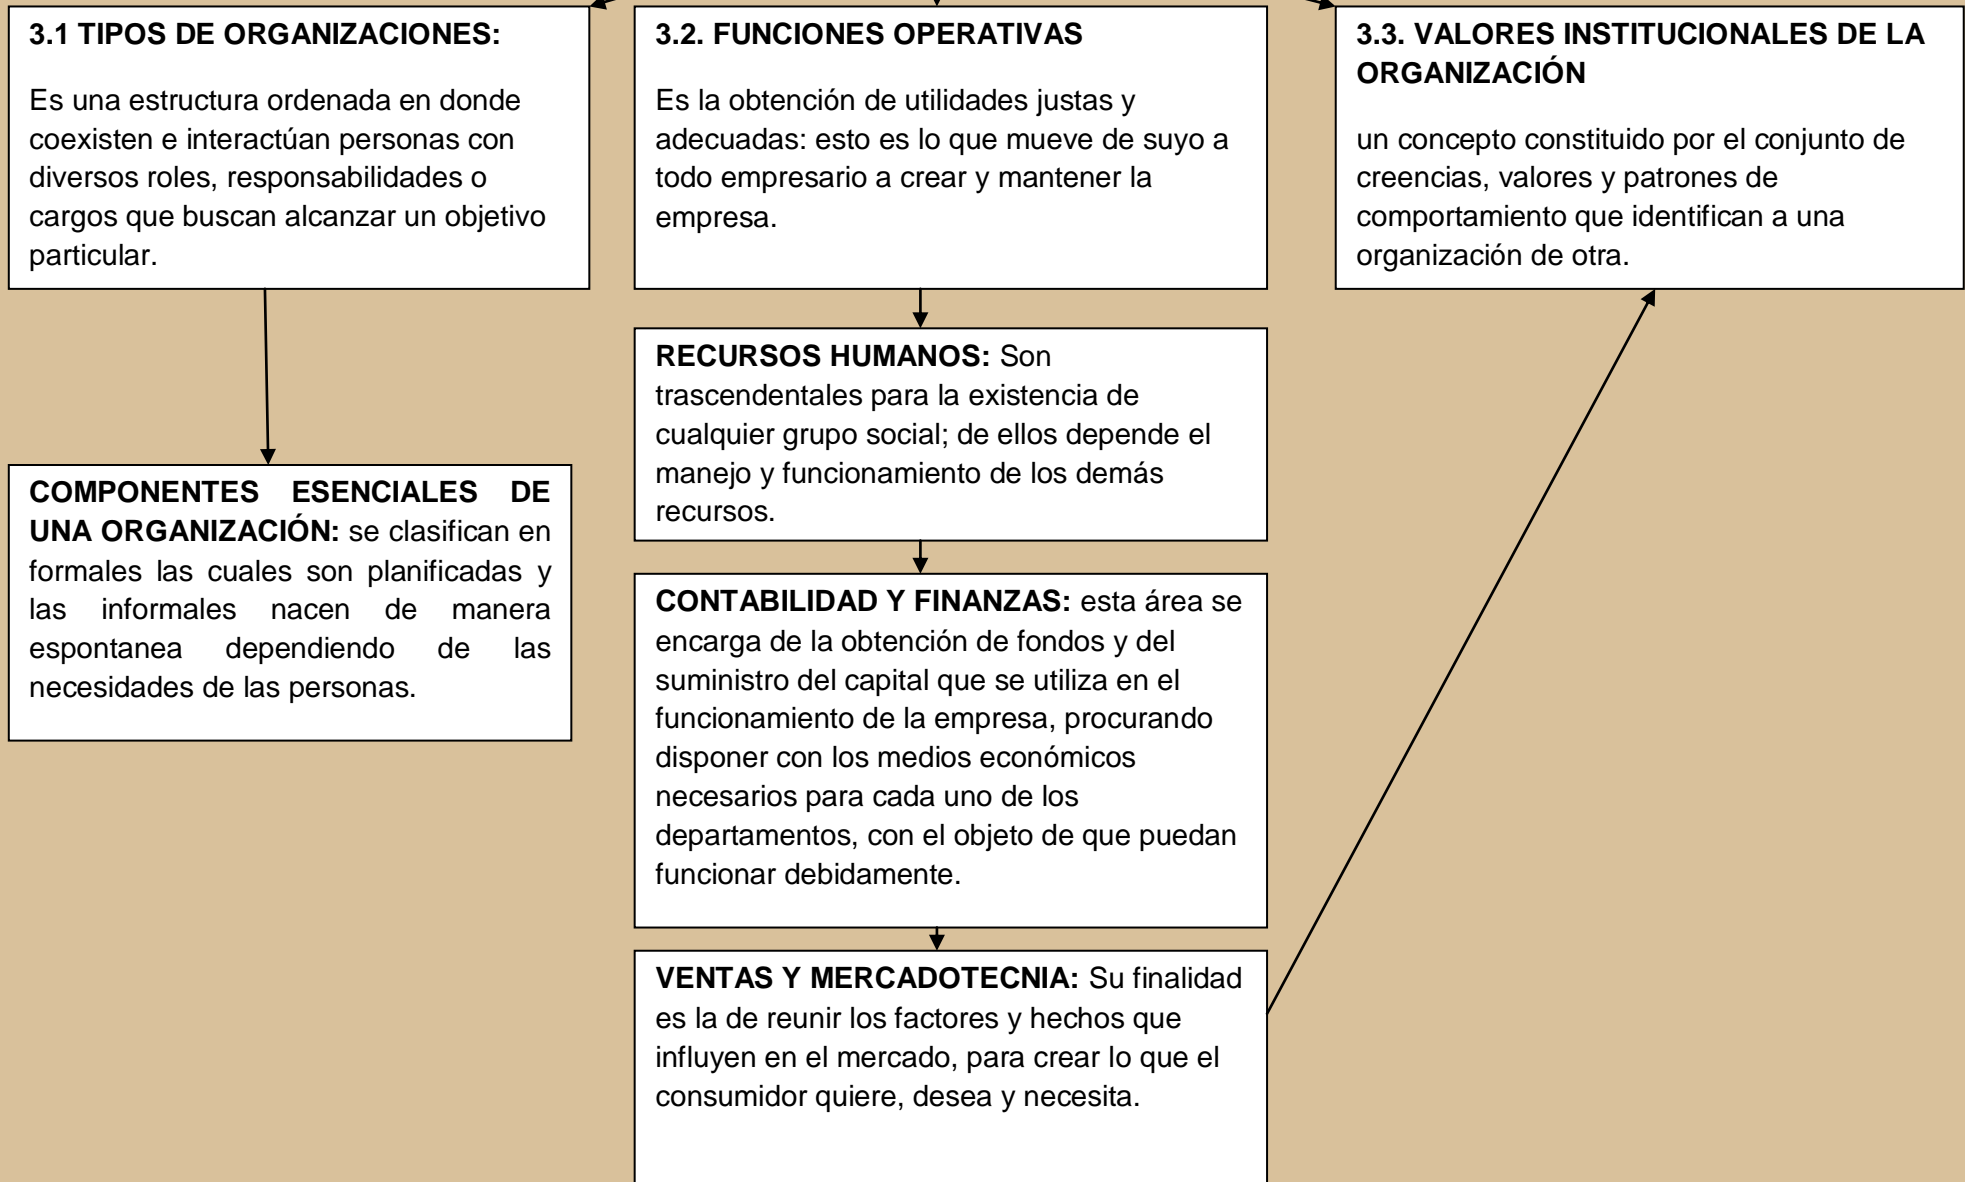 3.1 TIPOS DE ORGANIZACIONES:
Es una estructura ordenada en donde
coexisten e interactúan personas con
diversos roles, responsabilidades o
cargos que buscan alcanzar un objetivo
particular.
COMPONENTES ESENCIALES DE
UNA ORGANIZACIÓN: se clasifican en
formales las cuales son planificadas y
las informales nacen de manera
espontanea dependiendo de las
necesidades de las personas.
3.2. FUNCIONES OPERATIVAS
Es la obtención de utilidades justas y
adecuadas: esto es lo que mueve de suyo a
todo empresario a crear y mantener la
empresa.
RECURSOS HUMANOS: Son
trascendentales para la existencia de
cualquier grupo social; de ellos depende el
manejo y funcionamiento de los demás
recursos.
CONTABILIDAD Y FINANZAS: esta área se
encarga de la obtención de fondos y del
suministro del capital que se utiliza en el
funcionamiento de la empresa, procurando
disponer con los medios económicos
necesarios para cada uno de los
departamentos, con el objeto de que puedan
funcionar debidamente.
VENTAS Y MERCADOTECNIA: Su finalidad
es la de reunir los factores y hechos que
influyen en el mercado, para crear lo que el
consumidor quiere, desea y necesita.
3.3. VALORES INSTITUCIONALES DE LA
ORGANIZACIÓN
un concepto constituido por el conjunto de
creencias, valores y patrones de
comportamiento que identifican a una
organización de otra.